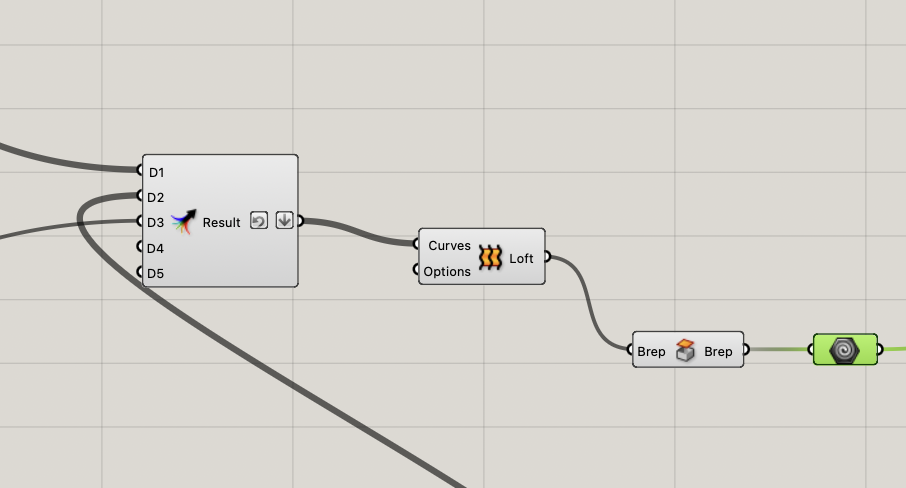 D1
D2
D3
D4
D5
Result
Curves
Options
Loft
Brep
Brep